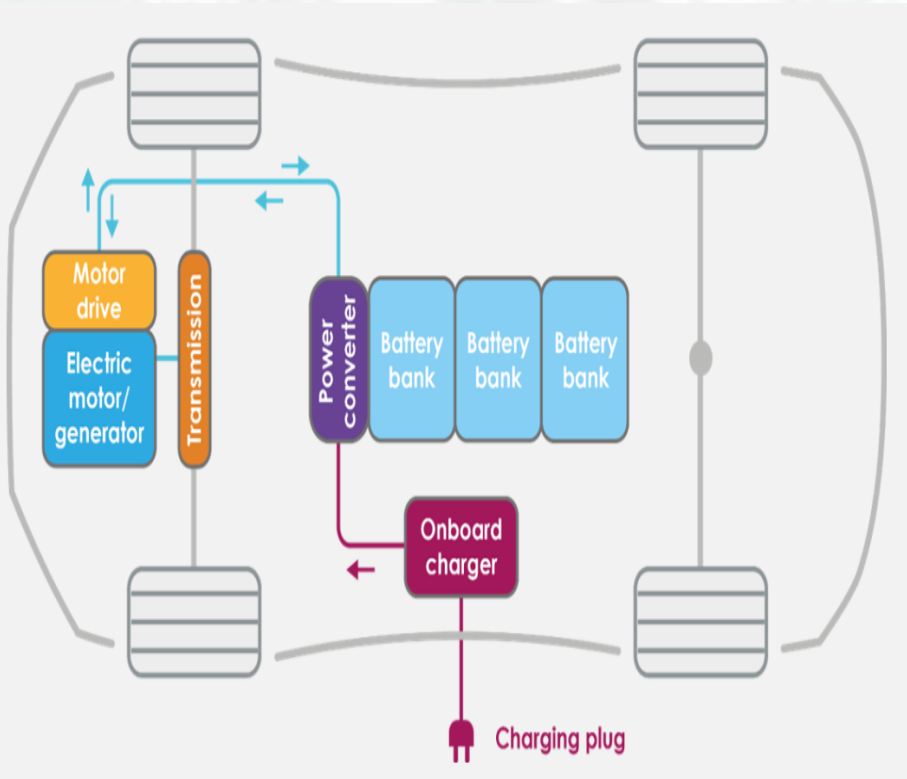 Motor
drive
Electric
motor/
generator
Transmission
Power
converter
Battery
bank
Battery
bank
Battery
bank
Onboard
charger
Charging plug